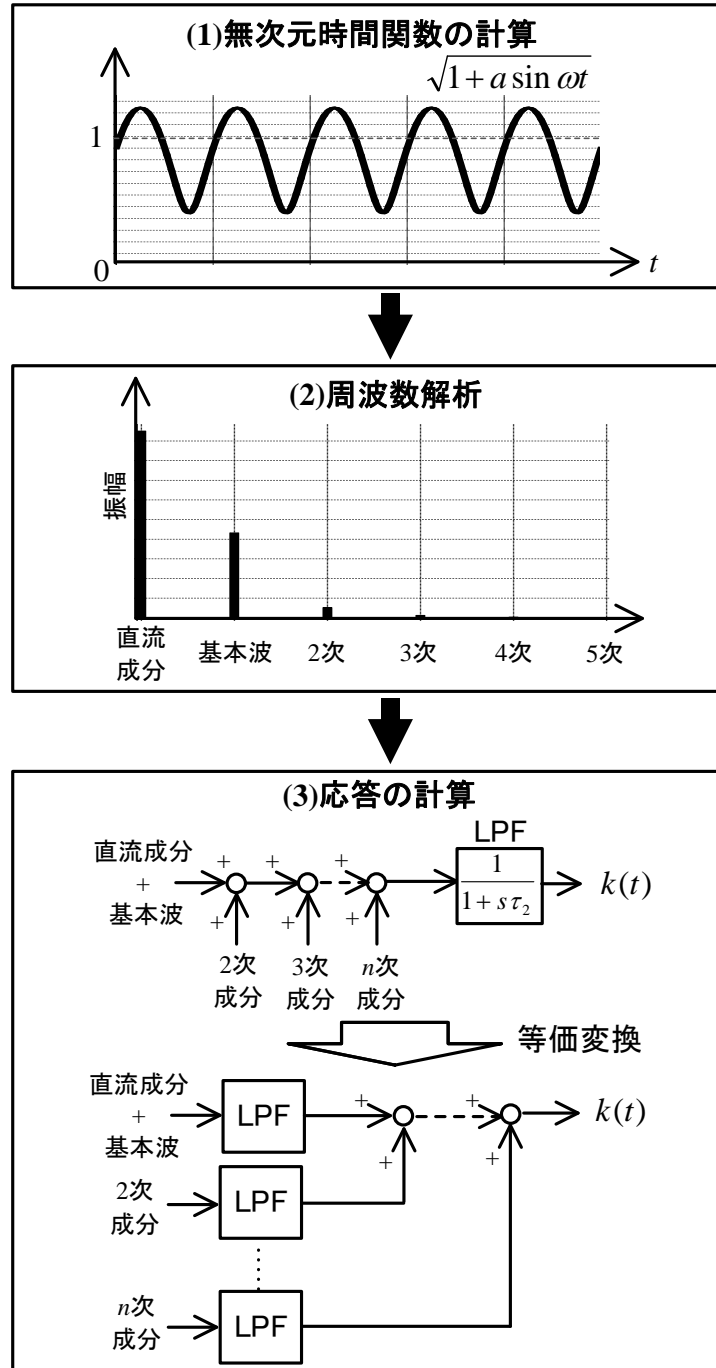 (1)無次元時間関数の計算
√1+a sin ωt
1
0
t
(2)周波数解析
振幅
直流
成分
基本波
2次
3次
4次
5次
(3)応答の計算
直流成分
+
基本波
+
+
+
+
+
+
2次
成分
3次
成分
n次
成分
LPF
1
1+sτ2
k(t)
等価変換
直流成分
+
基本波
LPF
+
+
+
+
k(t)
2次
成分
LPF
n次
成分
LPF